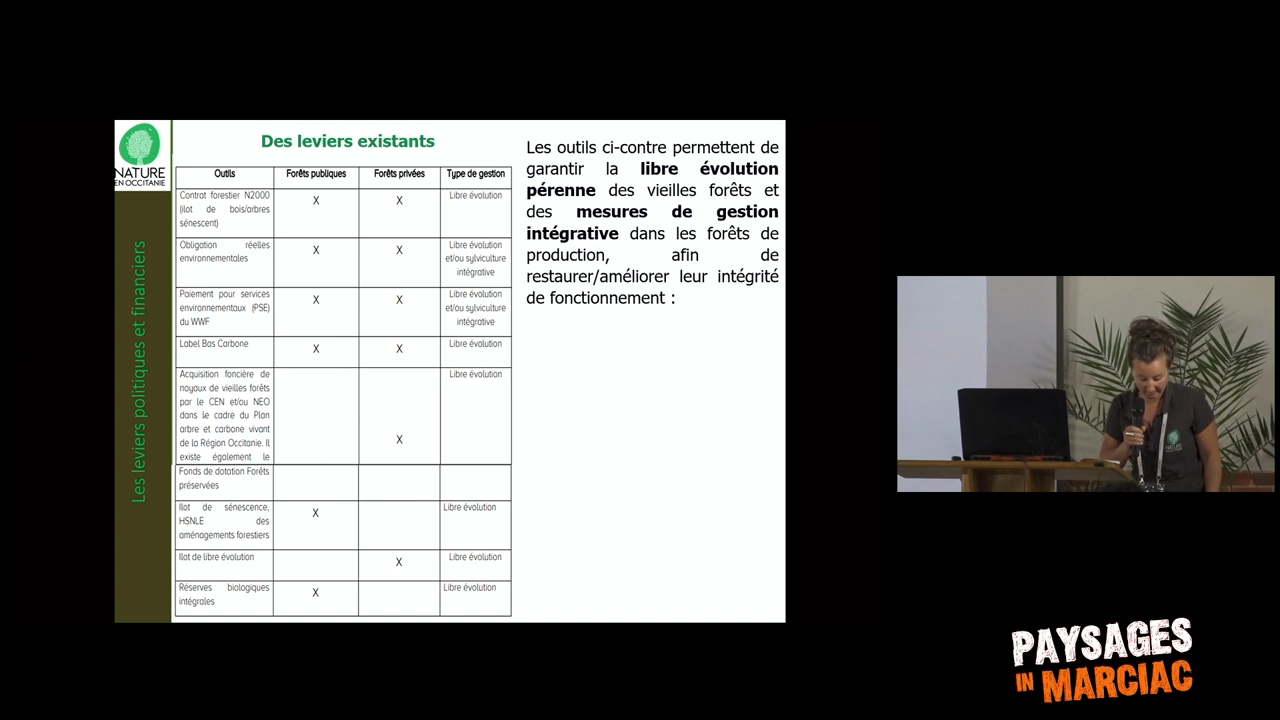 NATURE
EN OCCITANIE
Les leviers politiques et financiers
Des leviers existants
Outils Forêts publiques Forêts privées Type de gestion
Contrat forestier N2000
(ilot de bois/arbres
sénescent)
X X Libre évolution
Obligation réelles
environnementales
X X Libre évolution
et/ou sylviculture
intégrative
Paiement pour services
environnementaux (PSE)
du WWF
X X Libre évolution
et/ou sylviculture
intégrative
Label Bas Carbone
X X Libre évolution
Acquisition foncière de
noyaux de vieilles forêts
par le CEN et/ou NEO
dans le cadre du Plan
arbre et carbone vivant
de la Région Occitanie. Il
existe également le
X Libre évolution
Fonds de dotation Forêts
préservées
Ilot de sénescence,
HSNLE des
aménagements forestiers
X Libre évolution
Ilot de libre évolution
X Libre évolution
Réserves biologiques
intégrales
X Libre évolution
Les outils ci-contre permettent de
garantir la libre évolution
pérenne des vieilles forêts et
des mesures de gestion
intégrative dans les forêts de
production, afin de
restaurer/améliorer leur intégrité
de fonctionnement :
NATURE
PAYSAGES
IN MARCIAC